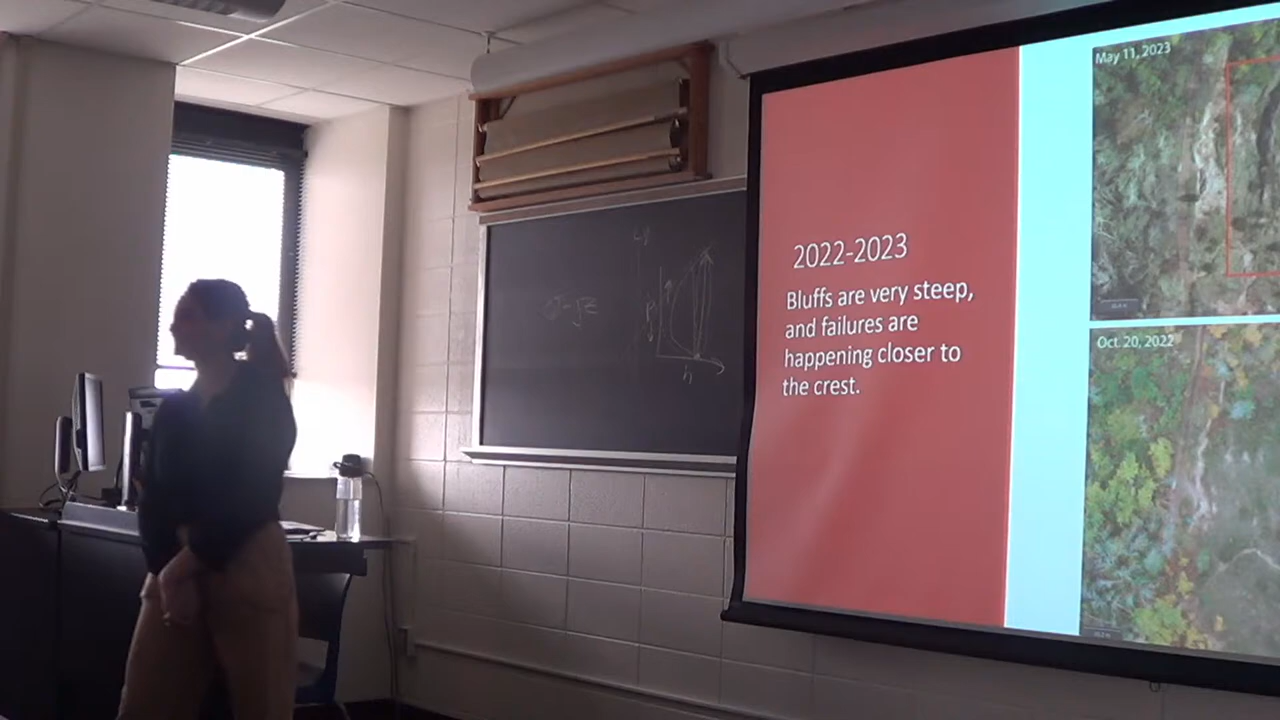 2022-2023
Bluffs are very steep,
and failures are
happening closer to
the crest.
May 11, 2023
Oct. 20, 2022
h